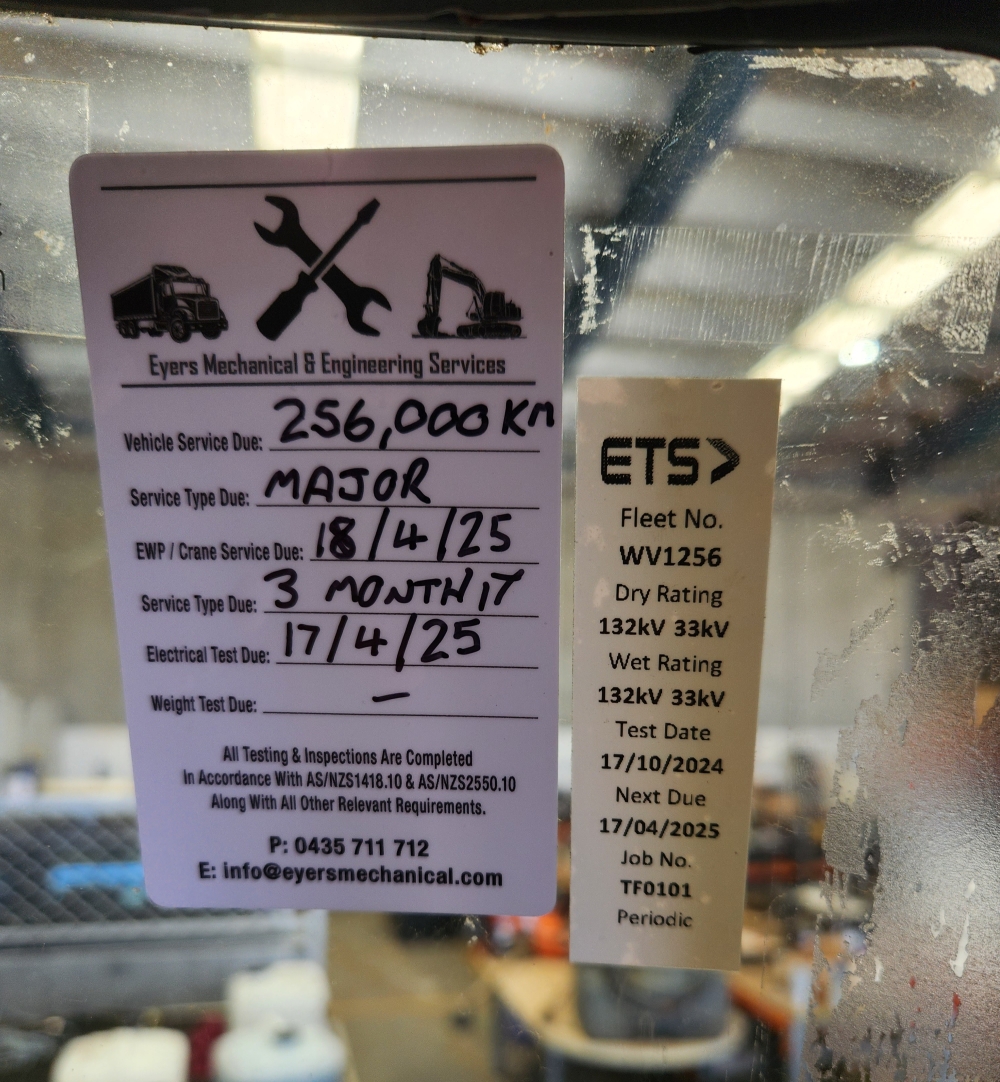 Eyers Mechanical & Engineering Services
Vehicle Service Due: 256,000 KM
Service Type Due: MAJOR
EWP / Crane Service Due: 18/4/25
Service Type Due: 3 MONTHLY
Electrical Test Due: 17/4/25
Weight Test Due: –
All Testing & Inspections Are Completed
In Accordance With AS/NZS1418.10 & AS/NZS2550.10
Along With All Other Relevant Requirements.
P: 0435 711 712
E: info@eyersmechanical.com
ETS>
Fleet No.
WV1256
Dry Rating
132kV 33kV
Wet Rating
132kV 33kV
Test Date
17/10/2024
Next Due
17/04/2025
Job No.
TF0101
Periodic